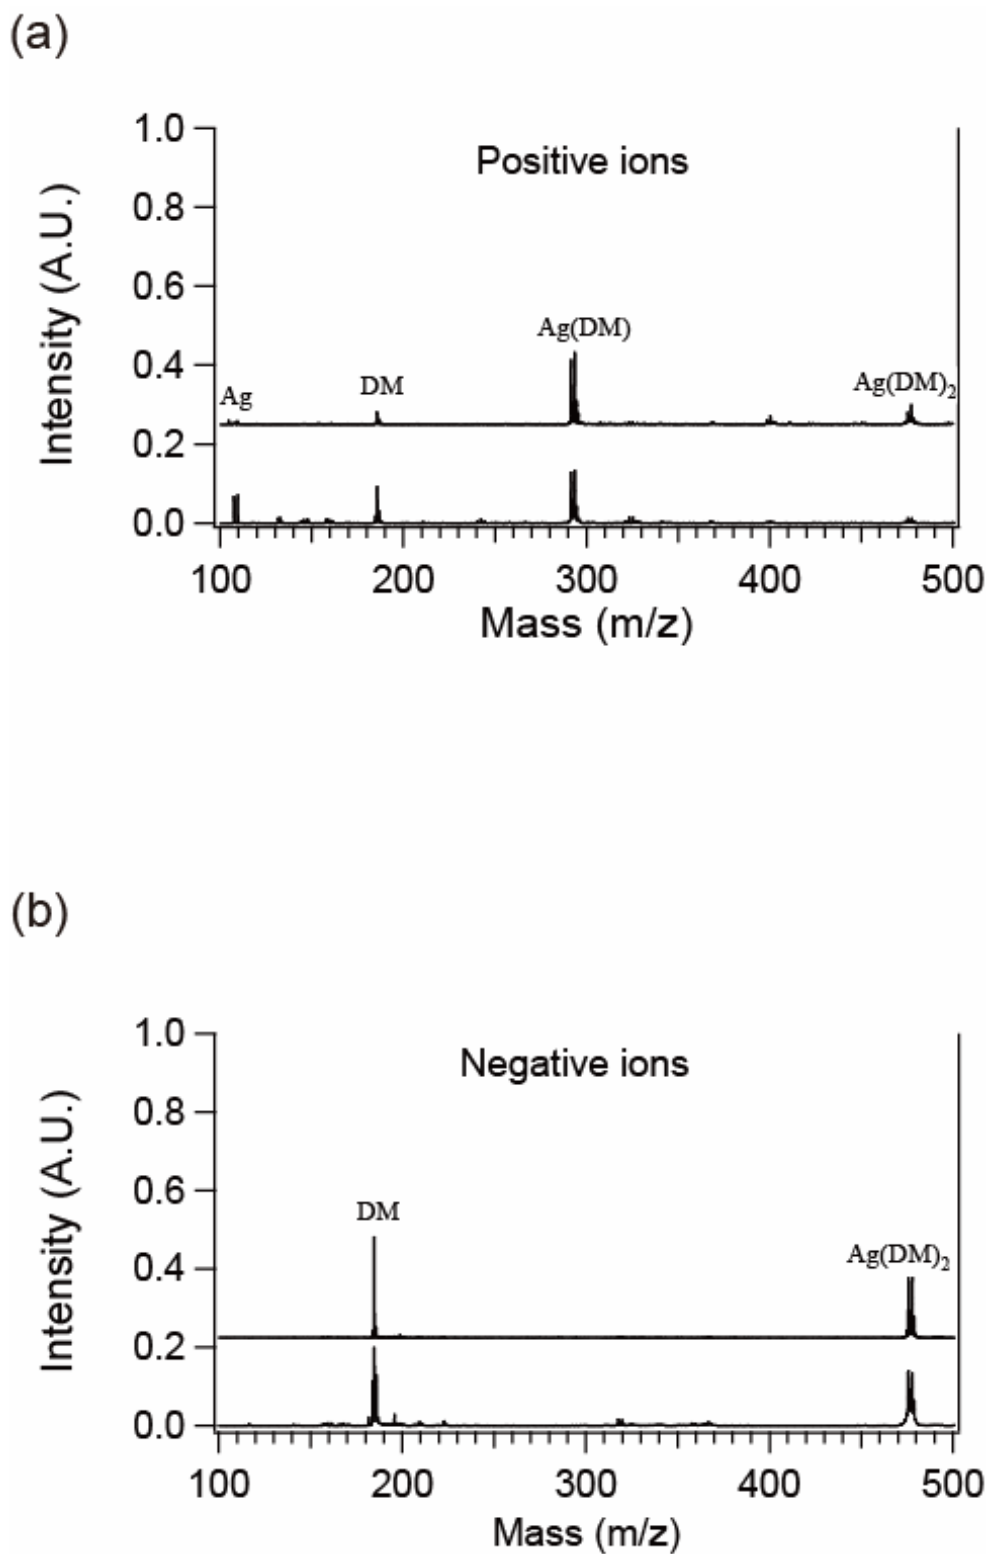 (a)
Positive ions
Intensity (A.U.)
1.0
0.8
0.6
0.4
0.2
0.0
Ag
DM
Ag(DM)
Ag(DM)₂
100 200 300 400 500
Mass (m/z)
(b)
Negative ions
Intensity (A.U.)
1.0
0.8
0.6
0.4
0.2
0.0
DM
Ag(DM)₂
100 200 300 400 500
Mass (m/z)